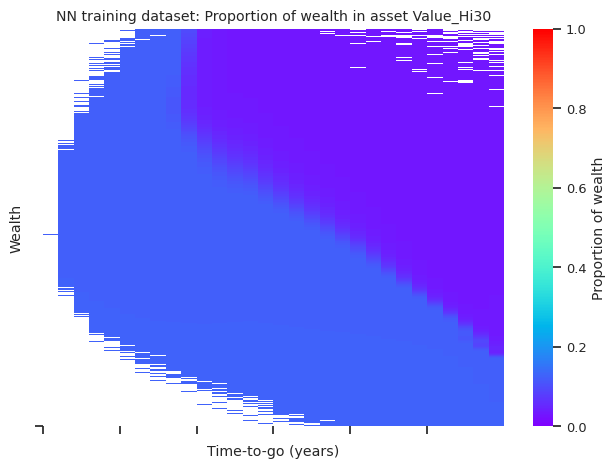 NN training dataset: Proportion of wealth in asset Value_Hi30
Wealth
Time-to-go (years)
1.0
0.8
0.6
0.4
0.2
0.0
Proportion of wealth